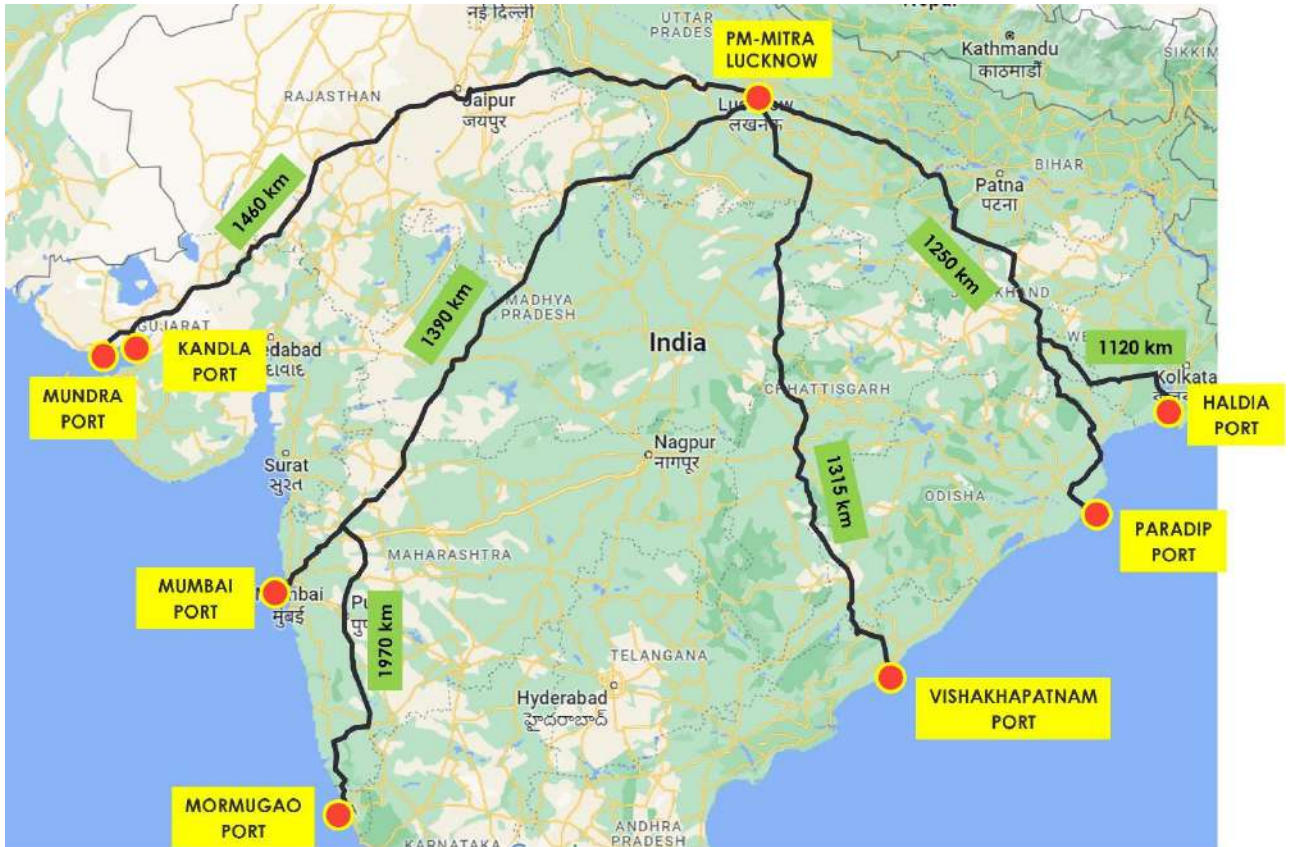 नई दिल्ली
UTTAR
PRADES
PM-MITRA
LUCKNOW
Nepal
Kathmandu
काठमाडौँ
SIKKIM
RAJASTHAN
Jaipur
जयपुर
लखनऊ
BIHAR
Patna
पटना
1460 km
1250 km
1390 km
MADHYA
PRADESH
GUJARAT
KANDLA
PORT
MUNDRA
PORT
India
1120 km
Kolkata
HALDIA
PORT
CHHATTISGARH
Nagpur
नागपूर
Surat
સુરત
1315 km
ODISHA
PARADIP
PORT
MAHARASHTRA
MUMBAI
PORT
मुंबई
1970 km
TELANGANA
Hyderabad
హైదరాబాద్
VISHAKHAPATNAM
PORT
MORMUGAO
PORT
KARNATAKA
ANDHRA
PRADESH